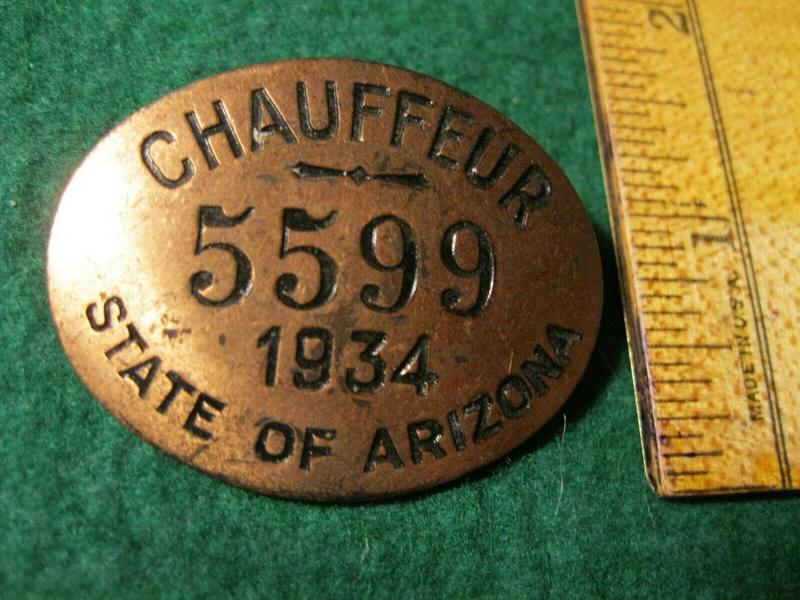 CHAUFFEUR
5599
1934
STATE OF ARIZONA
2
1
MADE IN U.S.A.